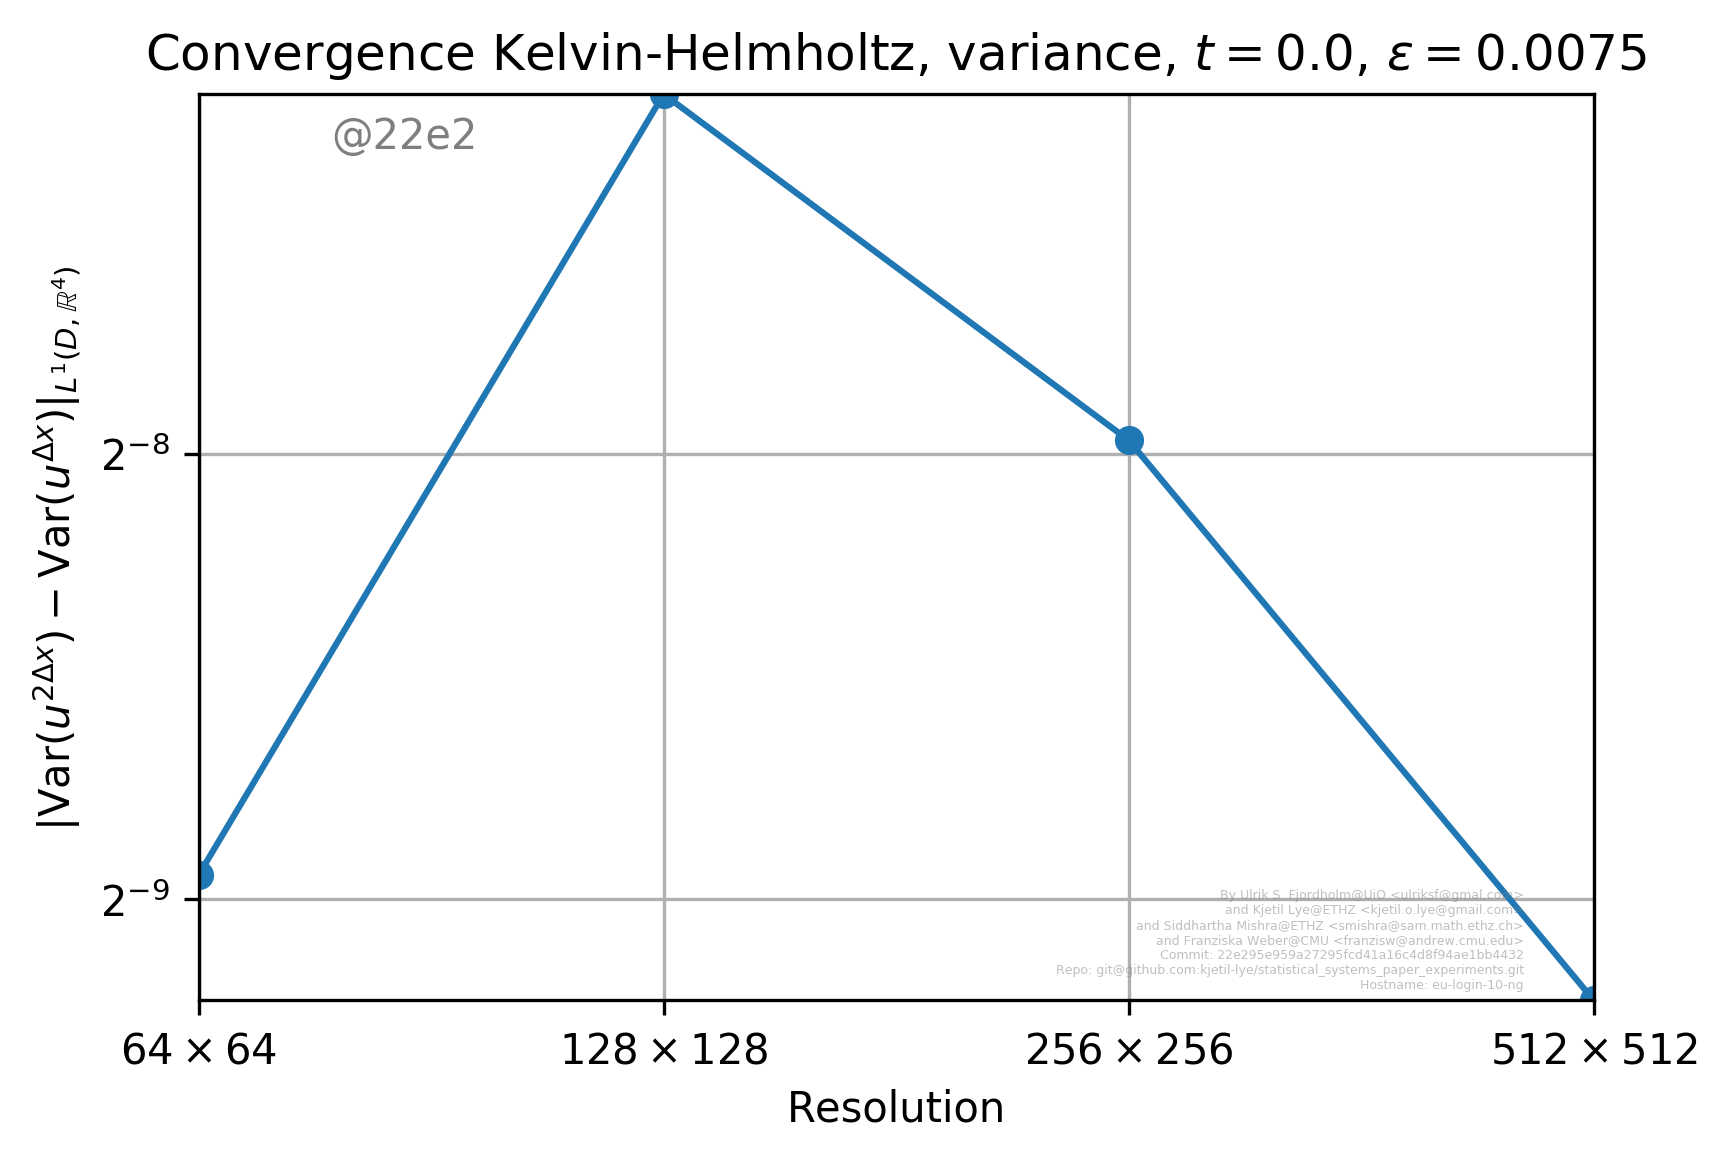 Convergence Kelvin-Helmholtz, variance, t = 0.0, ε = 0.0075
@22e2
|Var(u^{2Δx}) − Var(u^{Δx})|_{L^1(D, ℝ^4)}
2^{−8}
2^{−9}
By Ulrik S. Fjordholm@UiO <ulriksf@gmal.com>
and Kjetil Lye@ETHZ <kjetil.o.lye@gmail.com>
and Siddhartha Mishra@ETHZ <smishra@sam.math.ethz.ch>
and Franziska Weber@CMU <franzisw@andrew.cmu.edu>
Commit: 22e295e959a27295fcd41a16c4d8f94ae1bb4432
Repo: git@github.com:kjetil-lye/statistical_systems_paper_experiments.git
Hostname: eu-login-10-ng
64 × 64 128 × 128 256 × 256 512 × 512
Resolution